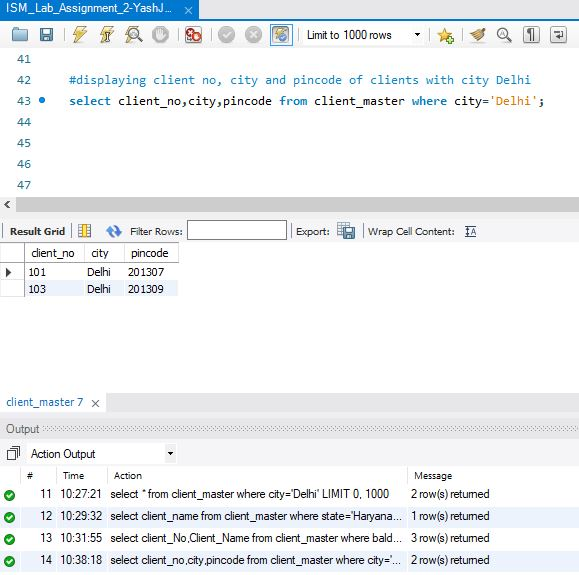 ISM_Lab_Assignment_2-YashJ...
Limit to 1000 rows
41
42 #displaying client no, city and pincode of clients with city Delhi
43 select client_no,city,pincode from client_master where city='Delhi';
44
45
46
47
Result Grid Filter Rows: Export: Wrap Cell Content: IA
client_no city pincode
101 Delhi 201307
103 Delhi 201309
client_master 7
Output
Action Output
# Time Action Message
11 10:27:21 select * from client_master where city='Delhi' LIMIT 0, 1000 2 row(s) returned
12 10:29:32 select client_name from client_master where state='Haryana... 1 row(s) returned
13 10:31:55 select client_No,Client_Name from client_master where bald... 3 row(s) returned
14 10:38:18 select client_no,city,pincode from client_master where city='... 2 row(s) returned